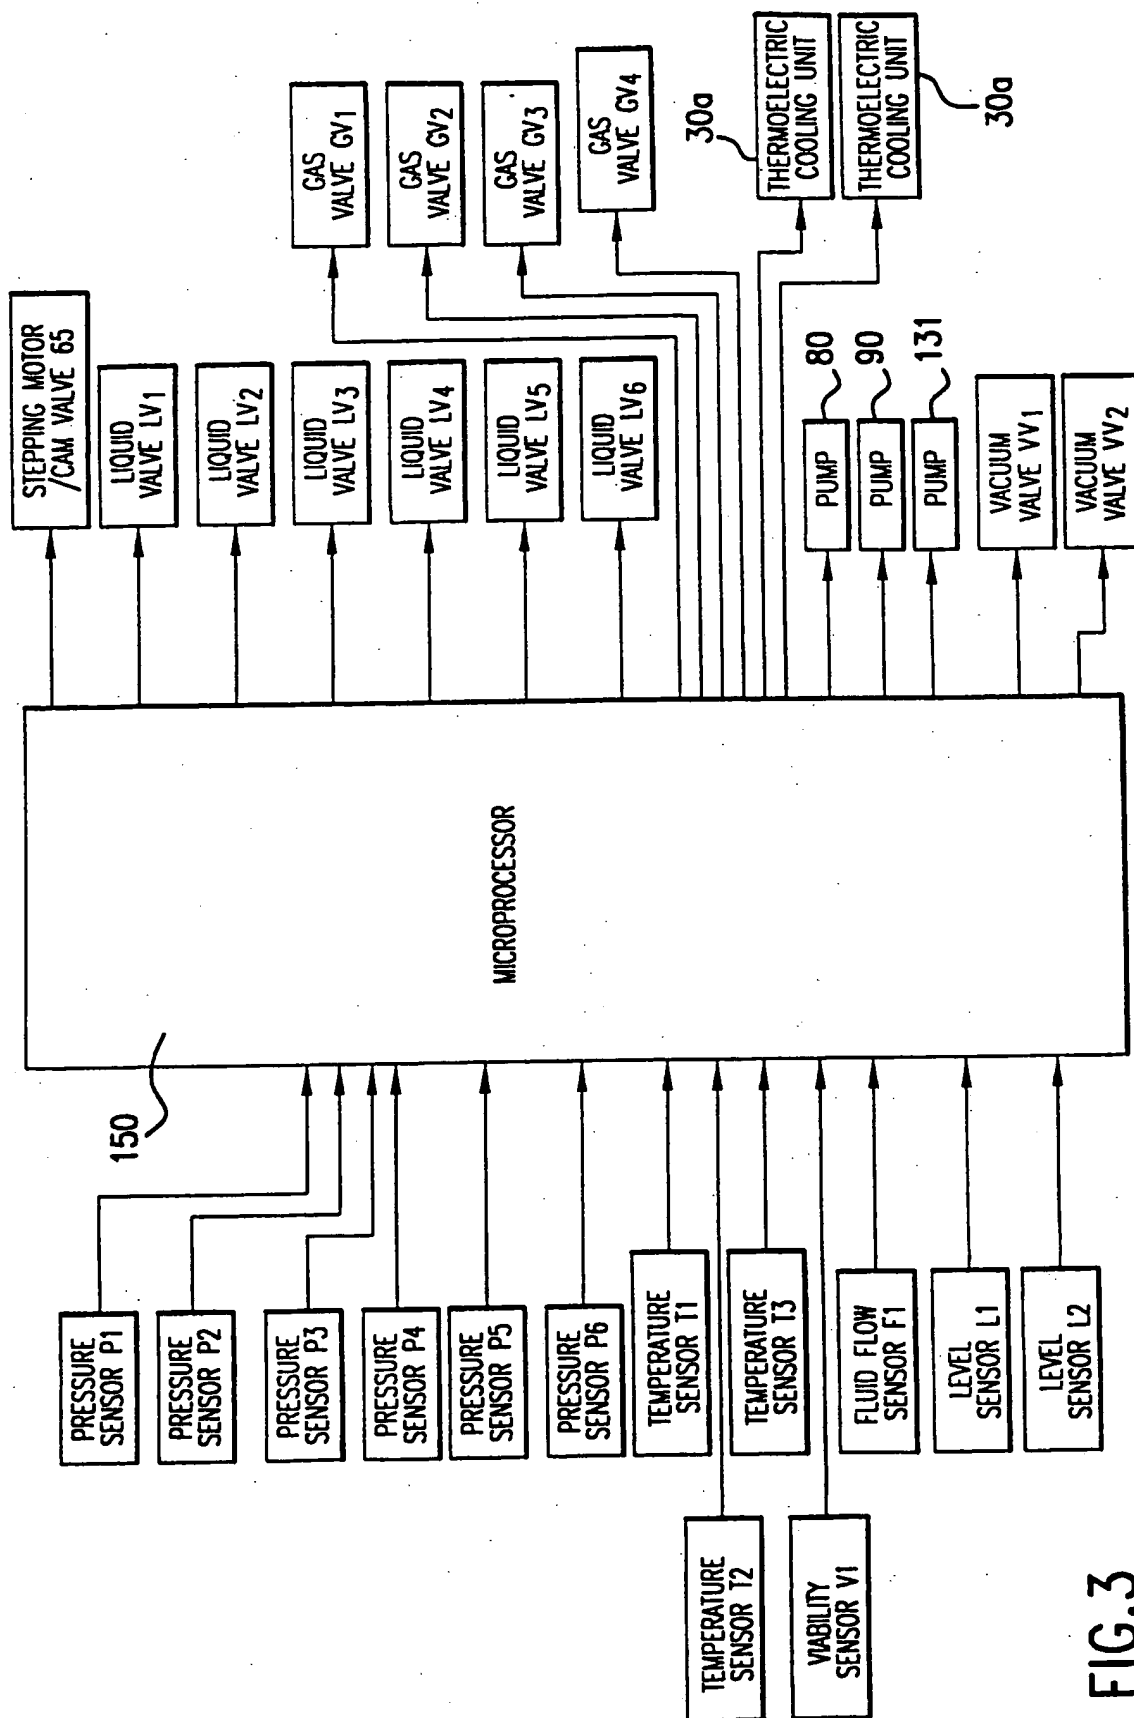 STEPPING MOTOR
/CAM VALVE 65
LIQUID
VALVE LV1
LIQUID
VALVE LV2
LIQUID
VALVE LV3
LIQUID
VALVE LV4
LIQUID
VALVE LV5
LIQUID
VALVE LV6
GAS
VALVE GV1
GAS
VALVE GV2
GAS
VALVE GV3
GAS
VALVE GV4
30a
THERMOELECTRIC
COOLING UNIT
THERMOELECTRIC
COOLING UNIT
30a
PUMP
80
PUMP
90
PUMP
131
VACUUM
VALVE VV1
VACUUM
VALVE VV2
MICROPROCESSOR
150
PRESSURE
SENSOR P1
PRESSURE
SENSOR P2
PRESSURE
SENSOR P3
PRESSURE
SENSOR P4
PRESSURE
SENSOR P5
PRESSURE
SENSOR P6
TEMPERATURE
SENSOR T1
TEMPERATURE
SENSOR T2
TEMPERATURE
SENSOR T3
VIABILITY
SENSOR V1
FLUID FLOW
SENSOR F1
LEVEL
SENSOR L1
LEVEL
SENSOR L2
FIG.3